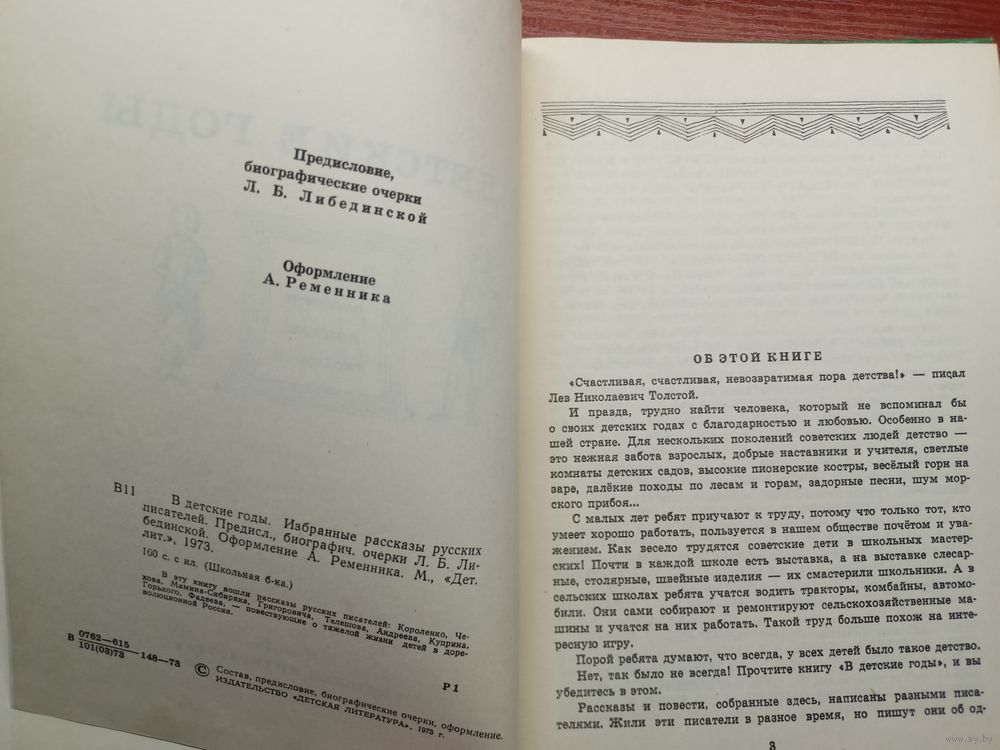 Предисловие,
биографические очерки
Л. Б. Либединской
Оформление
А. Ременника
В11
В детские годы. Избранные рассказы русских
писателей. Предисл., биографич. очерки Л. Б. Ли-
бединской. Оформление А. Ременника. М., «Дет.
лит.», 1973.
160 с. с ил. (Школьная б-ка.)
В эту книгу вошли рассказы русских писателей: Короленко, Че-
хова, Мамина-Сибиряка, Григоровича, Телешова, Андреева, Куприна,
Горького, Фадеева, — повествующие о тяжелой жизни детей в доре-
волюционной России.
В 0762—615
101(03)73 —148—73
Р1
© Состав, предисловие, биографические очерки, оформление.
ИЗДАТЕЛЬСТВО «ДЕТСКАЯ ЛИТЕРАТУРА», 1973 г.
ОБ ЭТОЙ КНИГЕ
«Счастливая, счастливая, невозвратимая пора детства!» — писал
Лев Николаевич Толстой.
И правда, трудно найти человека, который не вспоминал бы
о своих детских годах с благодарностью и любовью. Особенно в на-
шей стране. Для нескольких поколений советских людей детство —
это нежная забота взрослых, добрые наставники и учителя, светлые
комнаты детских садов, высокие пионерские костры, весёлый горн на
заре, далёкие походы по лесам и горам, задорные песни, шум мор-
ского прибоя...
С малых лет ребят приучают к труду, потому что только тот, кто
умеет хорошо работать, пользуется в нашем обществе почётом и ува-
жением. Как весело трудятся советские дети в школьных мастер-
ских! Почти в каждой школе есть выставка, а на выставке слесар-
ные, столярные, швейные изделия — их смастерили школьники. А в
сельских школах ребята учатся водить тракторы, комбайны, автомо-
били. Они сами собирают и ремонтируют сельскохозяйственные ма-
шины и учатся на них работать. Такой труд больше похож на инте-
ресную игру.
Порой ребята думают, что всегда, у всех детей было такое детство.
Нет, так было не всегда! Прочтите книгу «В детские годы», и вы
убедитесь в этом.
Рассказы и повести, собранные здесь, написаны разными писа-
телями. Жили эти писатели в разное время, но пишут они об од-
3
www.ay.by